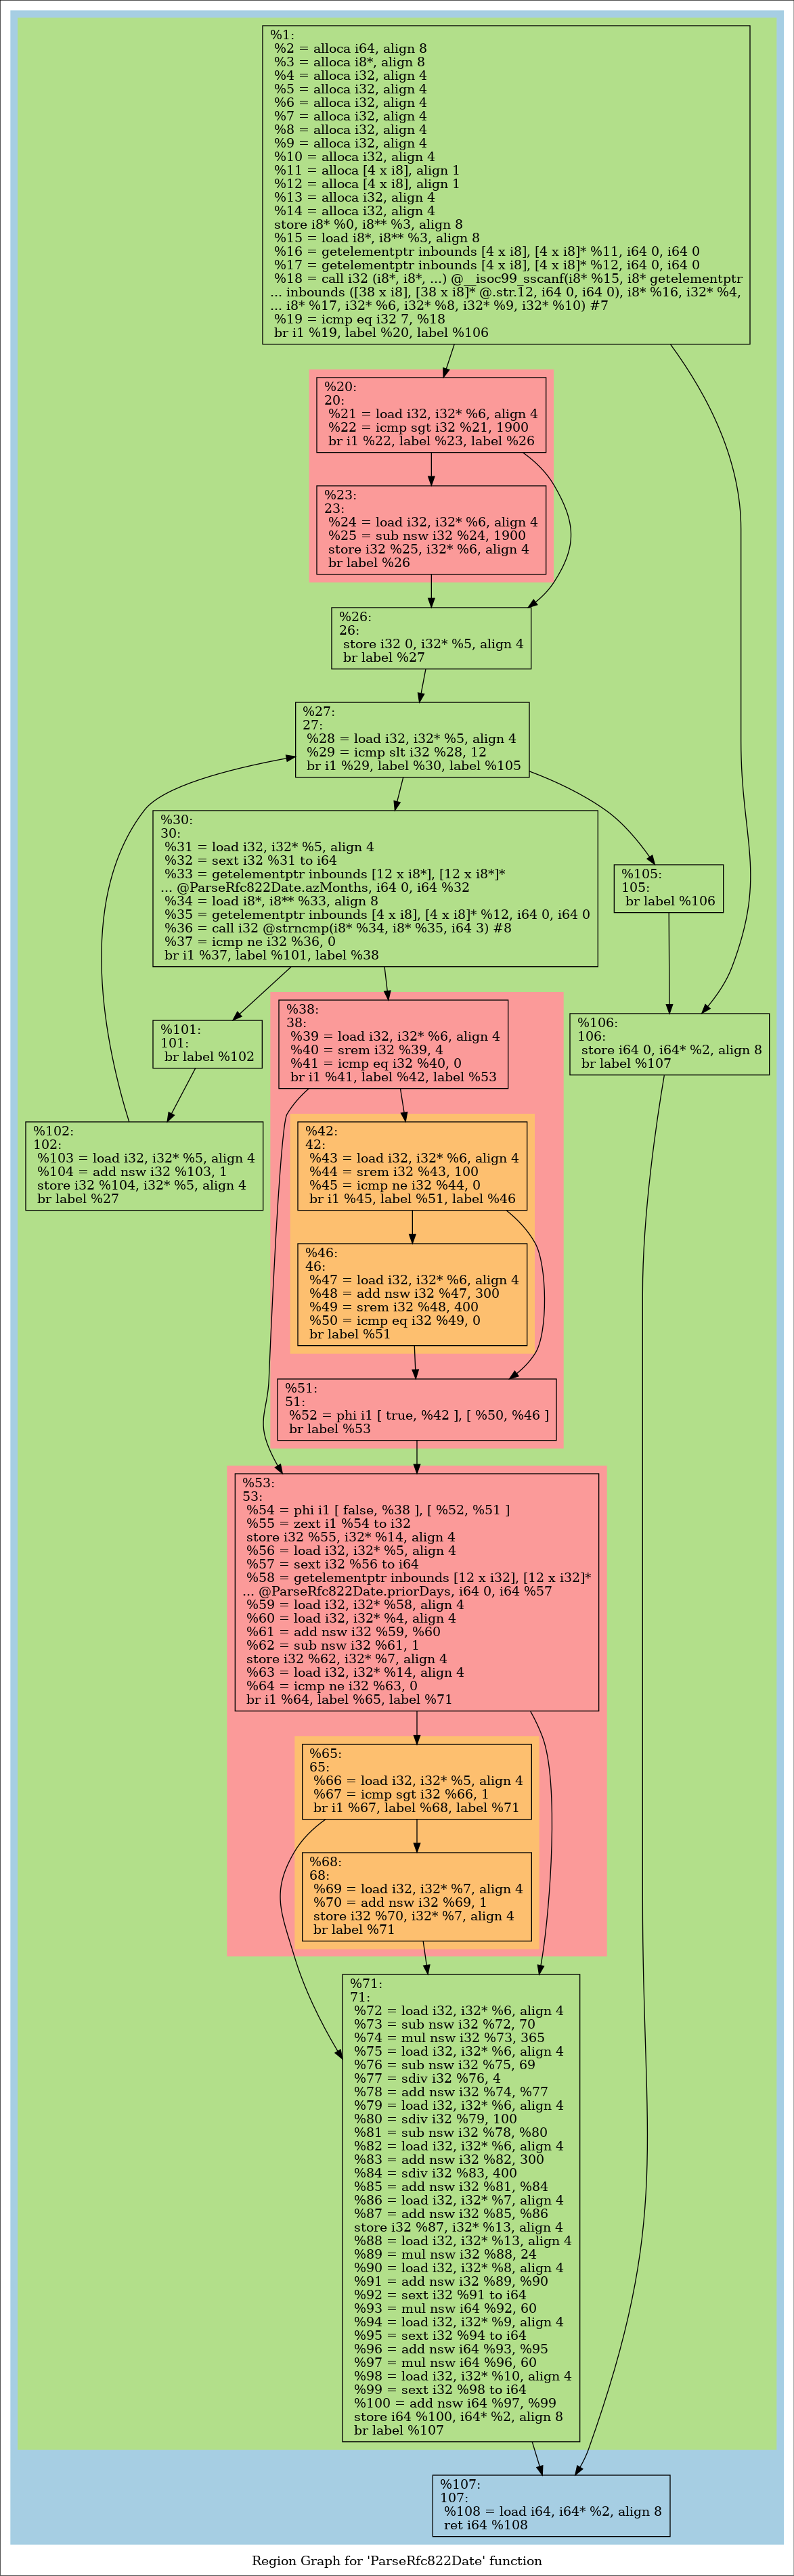 %1:
%2 = alloca i64, align 8
%3 = alloca i8*, align 8
%4 = alloca i32, align 4
%5 = alloca i32, align 4
%6 = alloca i32, align 4
%7 = alloca i32, align 4
%8 = alloca i32, align 4
%9 = alloca i32, align 4
%10 = alloca i32, align 4
%11 = alloca [4 x i8], align 1
%12 = alloca [4 x i8], align 1
%13 = alloca i32, align 4
%14 = alloca i32, align 4
store i8* %0, i8** %3, align 8
%15 = load i8*, i8** %3, align 8
%16 = getelementptr inbounds [4 x i8], [4 x i8]* %11, i64 0, i64 0
%17 = getelementptr inbounds [4 x i8], [4 x i8]* %12, i64 0, i64 0
%18 = call i32 (i8*, i8*, ...) @__isoc99_sscanf(i8* %15, i8* getelementptr
... inbounds ([38 x i8], [38 x i8]* @.str.12, i64 0, i64 0), i8* %16, i32* %4,
... i8* %17, i32* %6, i32* %8, i32* %9, i32* %10) #7
%19 = icmp eq i32 7, %18
br i1 %19, label %20, label %106
%20:
20:
%21 = load i32, i32* %6, align 4
%22 = icmp sgt i32 %21, 1900
br i1 %22, label %23, label %26
%23:
23:
%24 = load i32, i32* %6, align 4
%25 = sub nsw i32 %24, 1900
store i32 %25, i32* %6, align 4
br label %26
%26:
26:
store i32 0, i32* %5, align 4
br label %27
%27:
27:
%28 = load i32, i32* %5, align 4
%29 = icmp slt i32 %28, 12
br i1 %29, label %30, label %105
%30:
30:
%31 = load i32, i32* %5, align 4
%32 = sext i32 %31 to i64
%33 = getelementptr inbounds [12 x i8*], [12 x i8*]*
... @ParseRfc822Date.azMonths, i64 0, i64 %32
%34 = load i8*, i8** %33, align 8
%35 = getelementptr inbounds [4 x i8], [4 x i8]* %12, i64 0, i64 0
%36 = call i32 @strncmp(i8* %34, i8* %35, i64 3) #8
%37 = icmp ne i32 %36, 0
br i1 %37, label %101, label %38
%105:
105:
br label %106
%38:
38:
%39 = load i32, i32* %6, align 4
%40 = srem i32 %39, 4
%41 = icmp eq i32 %40, 0
br i1 %41, label %42, label %53
%101:
101:
br label %102
%106:
106:
store i64 0, i64* %2, align 8
br label %107
%102:
102:
%103 = load i32, i32* %5, align 4
%104 = add nsw i32 %103, 1
store i32 %104, i32* %5, align 4
br label %27
%42:
42:
%43 = load i32, i32* %6, align 4
%44 = srem i32 %43, 100
%45 = icmp ne i32 %44, 0
br i1 %45, label %51, label %46
%46:
46:
%47 = load i32, i32* %6, align 4
%48 = add nsw i32 %47, 300
%49 = srem i32 %48, 400
%50 = icmp eq i32 %49, 0
br label %51
%51:
51:
%52 = phi i1 [ true, %42 ], [ %50, %46 ]
br label %53
%53:
53:
%54 = phi i1 [ false, %38 ], [ %52, %51 ]
%55 = zext i1 %54 to i32
store i32 %55, i32* %14, align 4
%56 = load i32, i32* %5, align 4
%57 = sext i32 %56 to i64
%58 = getelementptr inbounds [12 x i32], [12 x i32]*
... @ParseRfc822Date.priorDays, i64 0, i64 %57
%59 = load i32, i32* %58, align 4
%60 = load i32, i32* %4, align 4
%61 = add nsw i32 %59, %60
%62 = sub nsw i32 %61, 1
store i32 %62, i32* %7, align 4
%63 = load i32, i32* %14, align 4
%64 = icmp ne i32 %63, 0
br i1 %64, label %65, label %71
%65:
65:
%66 = load i32, i32* %5, align 4
%67 = icmp sgt i32 %66, 1
br i1 %67, label %68, label %71
%68:
68:
%69 = load i32, i32* %7, align 4
%70 = add nsw i32 %69, 1
store i32 %70, i32* %7, align 4
br label %71
%71:
71:
%72 = load i32, i32* %6, align 4
%73 = sub nsw i32 %72, 70
%74 = mul nsw i32 %73, 365
%75 = load i32, i32* %6, align 4
%76 = sub nsw i32 %75, 69
%77 = sdiv i32 %76, 4
%78 = add nsw i32 %74, %77
%79 = load i32, i32* %6, align 4
%80 = sdiv i32 %79, 100
%81 = sub nsw i32 %78, %80
%82 = load i32, i32* %6, align 4
%83 = add nsw i32 %82, 300
%84 = sdiv i32 %83, 400
%85 = add nsw i32 %81, %84
%86 = load i32, i32* %7, align 4
%87 = add nsw i32 %85, %86
store i32 %87, i32* %13, align 4
%88 = load i32, i32* %13, align 4
%89 = mul nsw i32 %88, 24
%90 = load i32, i32* %8, align 4
%91 = add nsw i32 %89, %90
%92 = sext i32 %91 to i64
%93 = mul nsw i64 %92, 60
%94 = load i32, i32* %9, align 4
%95 = sext i32 %94 to i64
%96 = add nsw i64 %93, %95
%97 = mul nsw i64 %96, 60
%98 = load i32, i32* %10, align 4
%99 = sext i32 %98 to i64
%100 = add nsw i64 %97, %99
store i64 %100, i64* %2, align 8
br label %107
%107:
107:
%108 = load i64, i64* %2, align 8
ret i64 %108
Region Graph for 'ParseRfc822Date' function